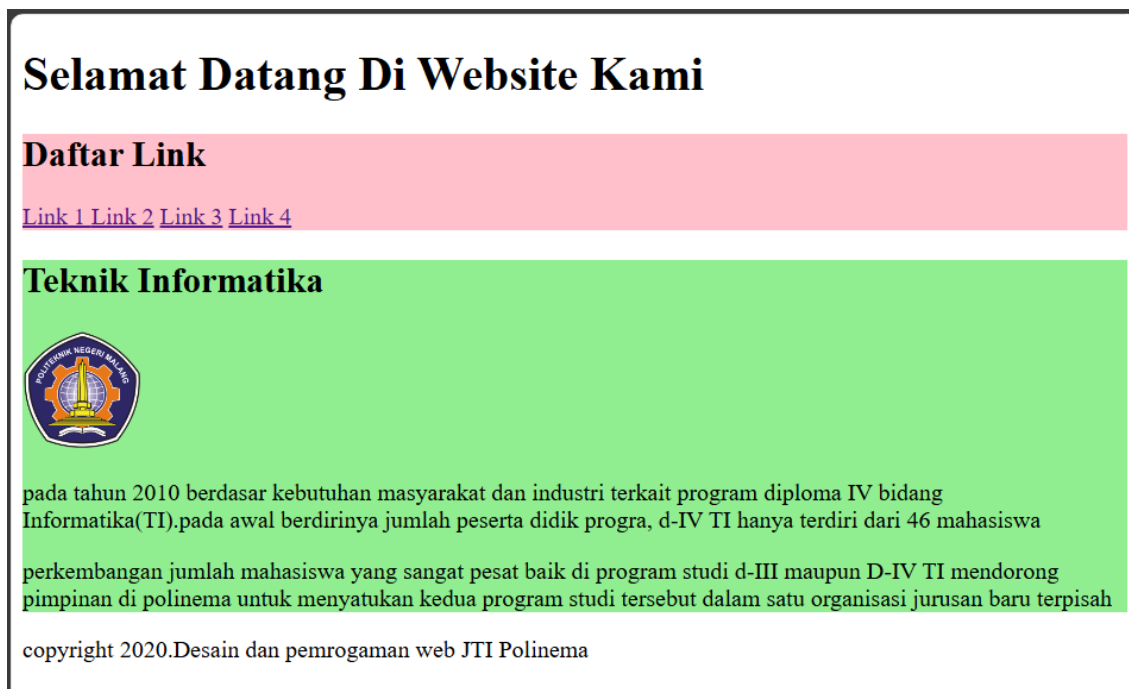 Selamat Datang Di Website Kami
Daftar Link
Link 1 Link 2 Link 3 Link 4
Teknik Informatika
POLITEKNIK NEGERI MALANG
pada tahun 2010 berdasar kebutuhan masyarakat dan industri terkait program diploma IV bidang
Informatika(TI).pada awal berdirinya jumlah peserta didik progra, d-IV TI hanya terdiri dari 46 mahasiswa
perkembangan jumlah mahasiswa yang sangat pesat baik di program studi d-III maupun D-IV TI mendorong
pimpinan di polinema untuk menyatukan kedua program studi tersebut dalam satu organisasi jurusan baru terpisah
copyright 2020.Desain dan pemrogaman web JTI Polinema